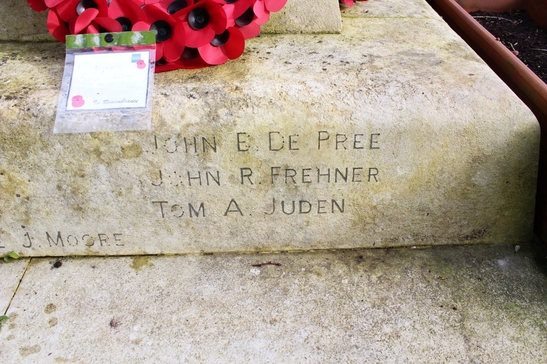 JOHN E. DE PREE
JOHN R. FREHNER
TOM A. JUDEN
J. MOORE